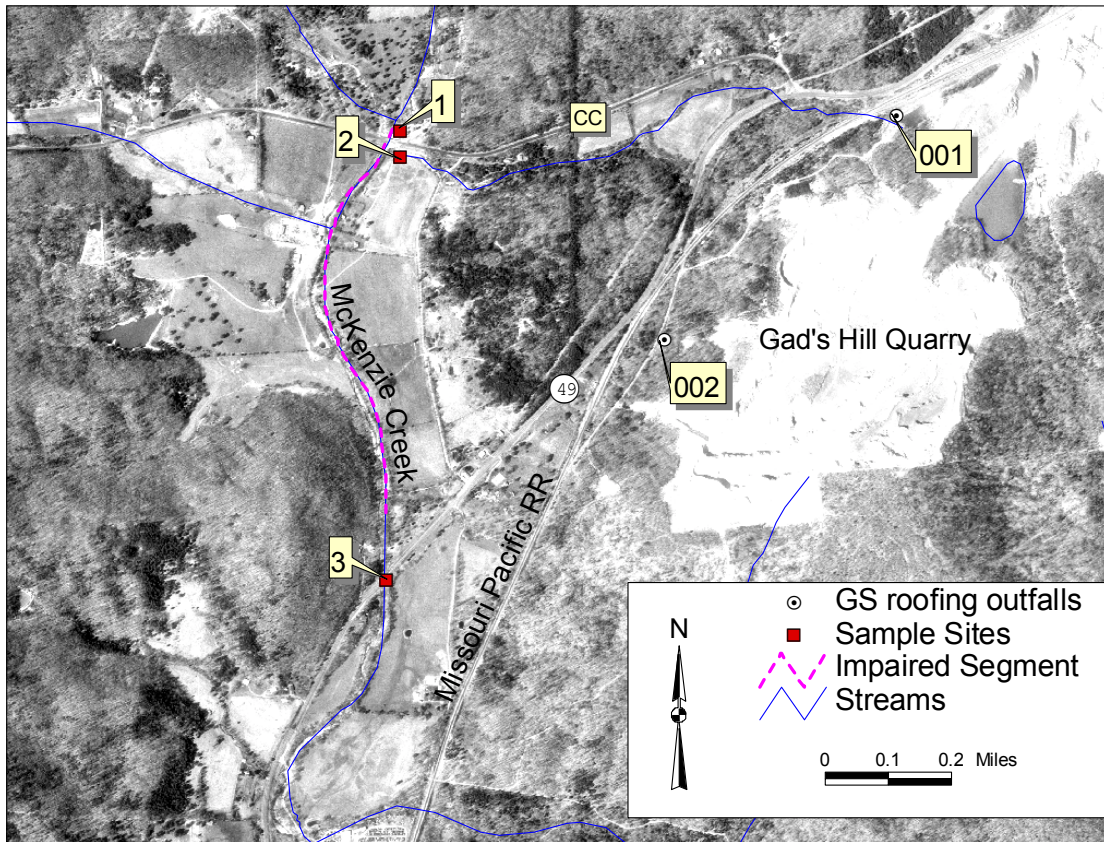 1
2
CC
001
McKenzie Creek
Gad's Hill Quarry
49
002
3
Missouri Pacific RR
N
GS roofing outfalls
Sample Sites
Impaired Segment
Streams
0 0.1 0.2 Miles